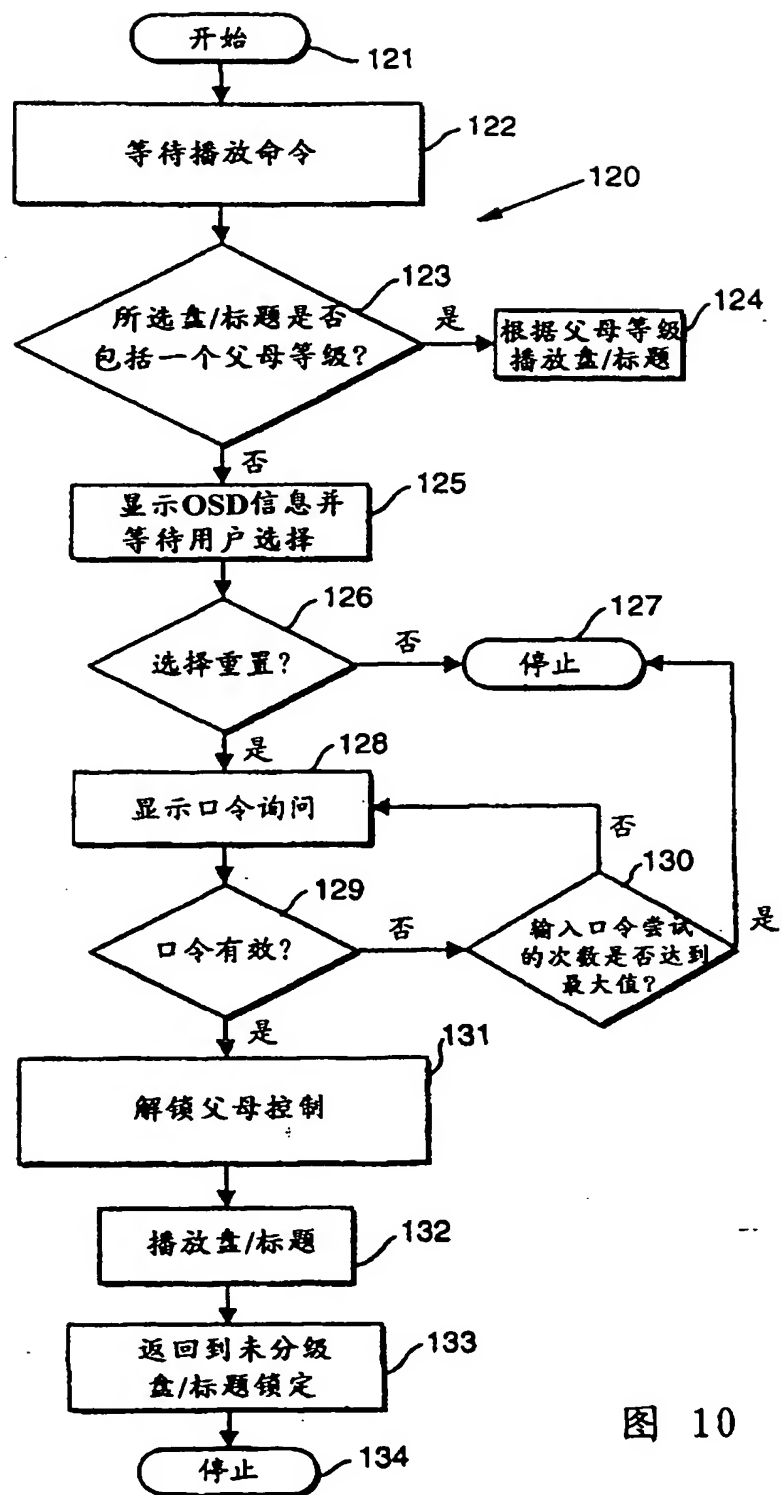 开始
121
等待播放命令
122
120
所选盘/标题是否
包括一个父母等级?
123
是
根据父母等级
播放盘/标题
124
否
显示OSD信息并
等待用户选择
125
选择重置?
126
否
停止
127
是
显示口令询问
128
口令有效?
129
否
输入口令尝试
的次数是否达到
最大值?
130
否
是
是
解锁父母控制
131
播放盘/标题
132
返回到未分级
盘/标题锁定
133
停止
134
图 10